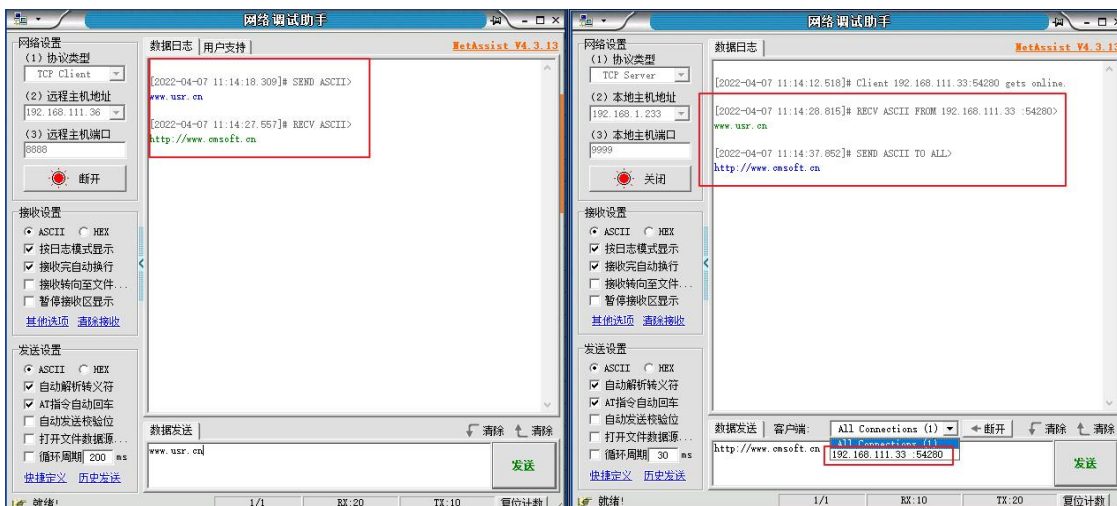 网络调试助手
网络设置
(1) 协议类型
TCP Client
(2) 远程主机地址
192.168.111.36
(3) 远程主机端口
8888
断开
接收设置
ASCII HEX
按日志模式显示
接收完自动换行
接收转向至文件...
暂停接收区显示
其他选项 清除接收
发送设置
ASCII HEX
自动解析转义符
AT指令自动回车
自动发送校验位
打开文件数据源...
循环周期 200 ms
快捷定义 历史发送
数据日志 用户支持 NetAssist V4.3.13
[2022-04-07 11:14:18.309]# SEND ASCII>
www.usr.cn
[2022-04-07 11:14:27.557]# RECV ASCII>
http://www.cmsoft.cn
数据发送 清除 清除
www.usr.cn
发送
就绪! 1/1 RX:20 TX:10 复位计数
网络调试助手
网络设置
(1) 协议类型
TCP Server
(2) 本地主机地址
192.168.1.233
(3) 本地主机端口
9999
关闭
接收设置
ASCII HEX
按日志模式显示
接收完自动换行
接收转向至文件...
暂停接收区显示
其他选项 清除接收
发送设置
ASCII HEX
自动解析转义符
AT指令自动回车
自动发送校验位
打开文件数据源...
循环周期 30 ms
快捷定义 历史发送
数据日志 NetAssist V4.3.13
[2022-04-07 11:14:12.518]# Client 192.168.111.33:54280 gets online.
[2022-04-07 11:14:28.815]# RECV ASCII FROM 192.168.111.33 :54280>
www.usr.cn
[2022-04-07 11:14:37.852]# SEND ASCII TO ALL>
http://www.cmsoft.cn
数据发送 客户端: All Connections (1) 断开 清除 清除
All Connections (1)
http://www.cmsoft.cn 192.168.111.33 :54280
发送
就绪! 1/1 RX:10 TX:20 复位计数